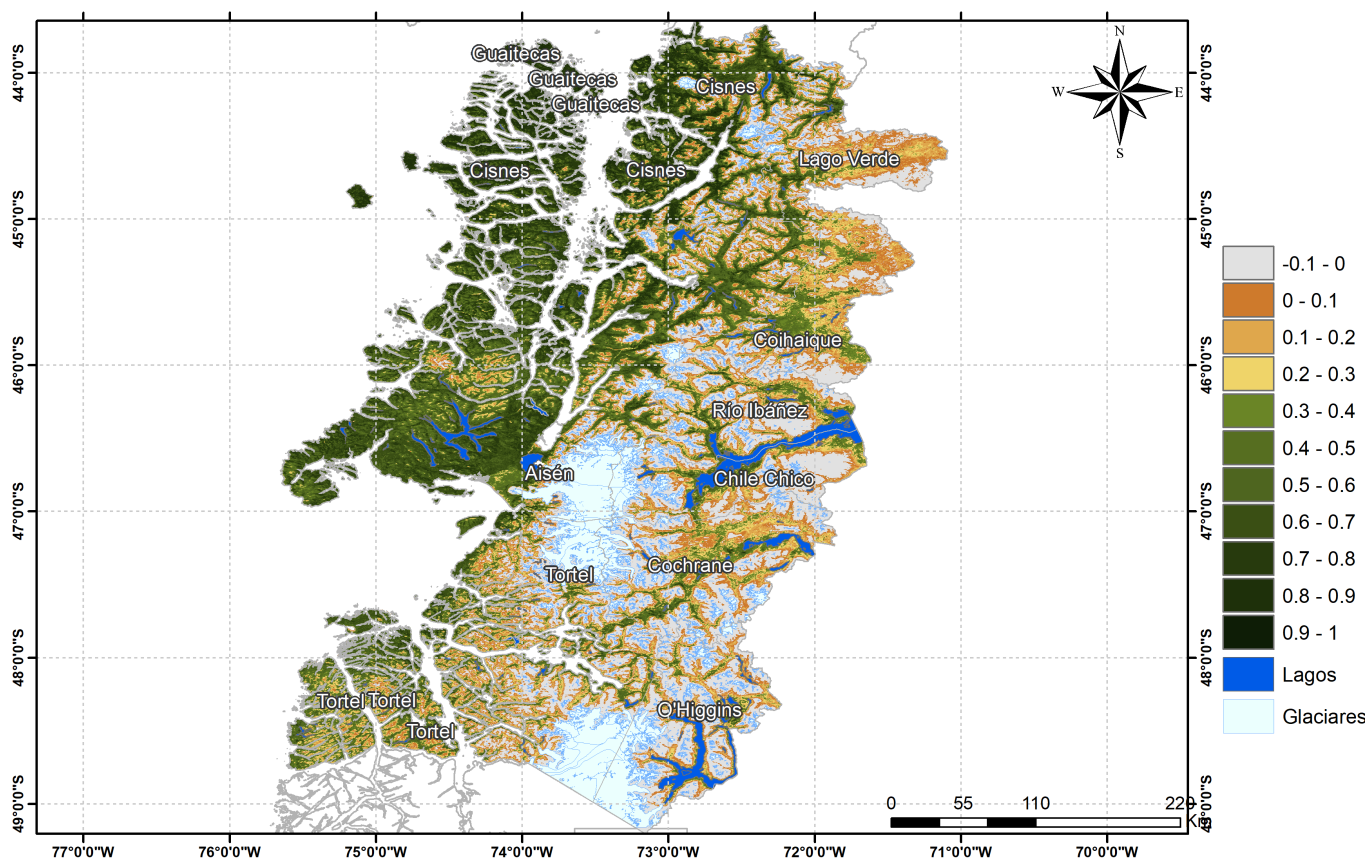 N
W
E
S
Guaitecas
Guaitecas
Guaitecas
Cisnes
Cisnes
Cisnes
Lago Verde
Coihaique
Río Ibáñez
Aisén
Chile Chico
Tortel
Cochrane
Tortel
Tortel
Tortel
O'Higgins
44°0'0"S
45°0'0"S
46°0'0"S
47°0'0"S
48°0'0"S
49°0'0"S
44°0'0"S
45°0'0"S
46°0'0"S
47°0'0"S
48°0'0"S
-0.1 - 0
0 - 0.1
0.1 - 0.2
0.2 - 0.3
0.3 - 0.4
0.4 - 0.5
0.5 - 0.6
0.6 - 0.7
0.7 - 0.8
0.8 - 0.9
0.9 - 1
Lagos
Glaciares
0 55 110 220
77°0'0"W 76°0'0"W 75°0'0"W 74°0'0"W 73°0'0"W 72°0'0"W 71°0'0"W 70°0'0"W